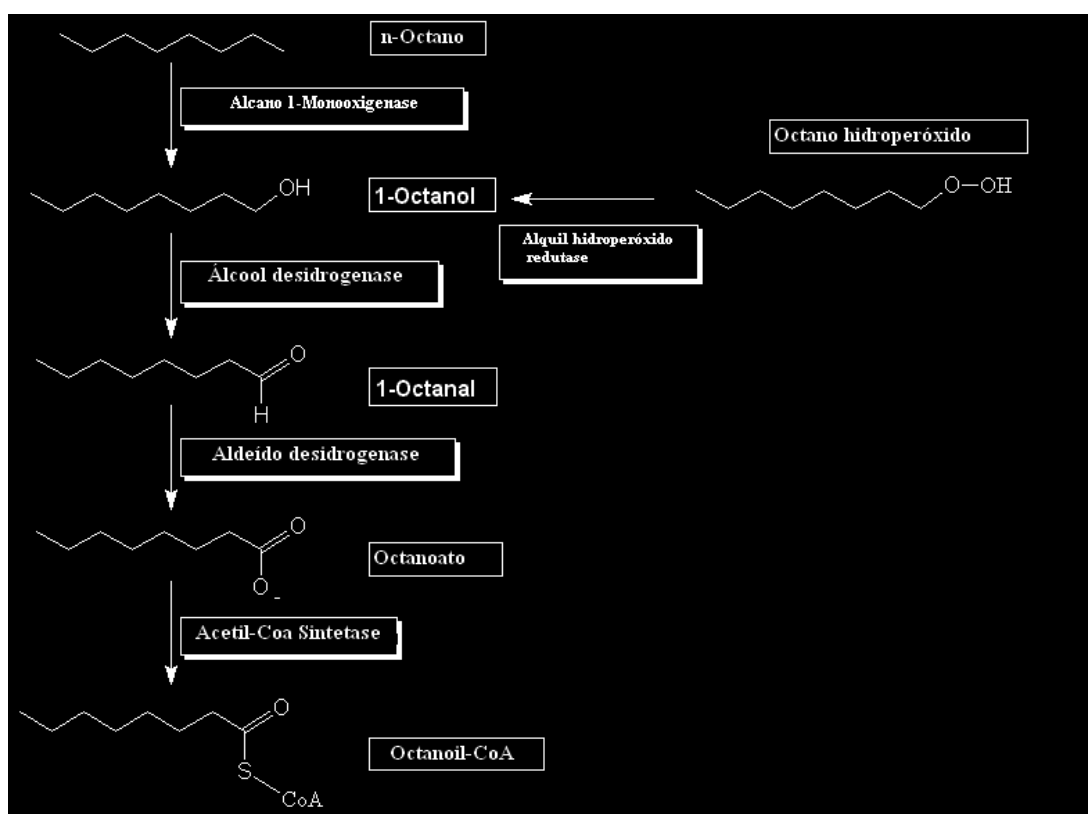 n-Octano
Alcano 1-Monooxigenase
Octano hidroperóxido
O-OH
OH
1-Octanol
Alquil hidroperóxido
redutase
Álcool desidrogenase
O
H
1-Octanal
Aldeído desidrogenase
O
O-
Octanoato
Acetil-Coa Sintetase
O
S
CoA
Octanoil-CoA